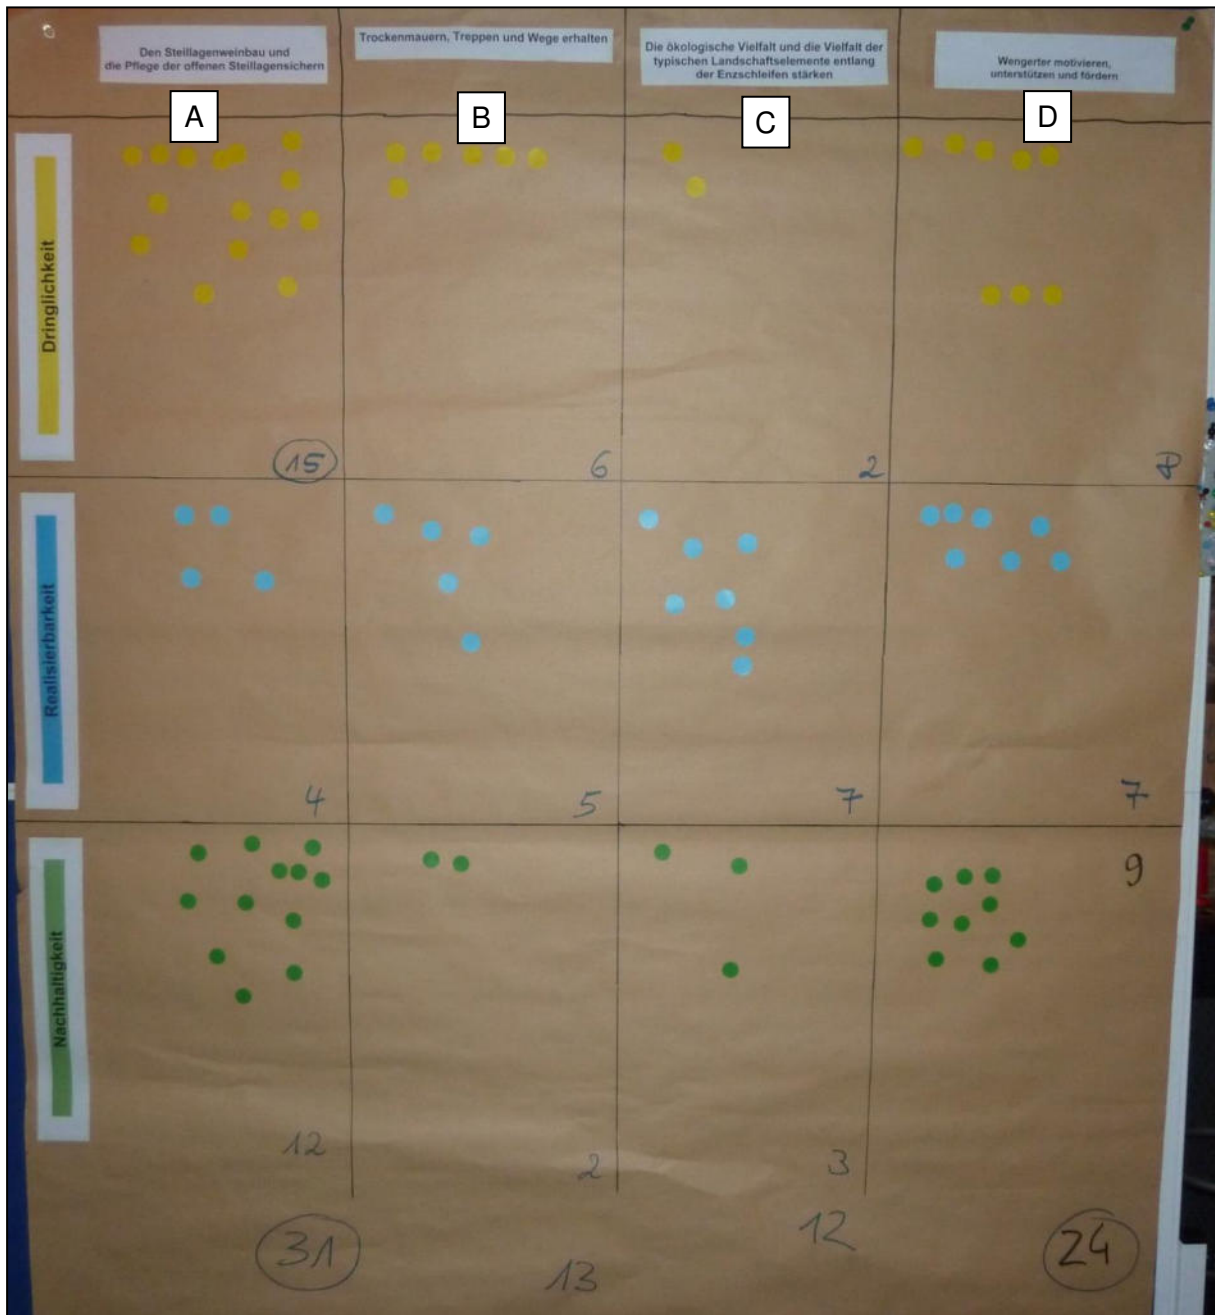 Den Steillagenweinbau und
die Pflege der offenen Steillagensichern
Trockenmauern, Treppen und Wege erhalten
Die ökologische Vielfalt und die Vielfalt der
typischen Landschaftselemente entlang
der Enzschleifen stärken
Wengerter motivieren,
unterstützen und fördern
A
B
C
D
Dringlichkeit
15
6
2
8
Realisierbarkeit
4
5
7
7
Nachhaltigkeit
9
12
2
3
31
13
12
24